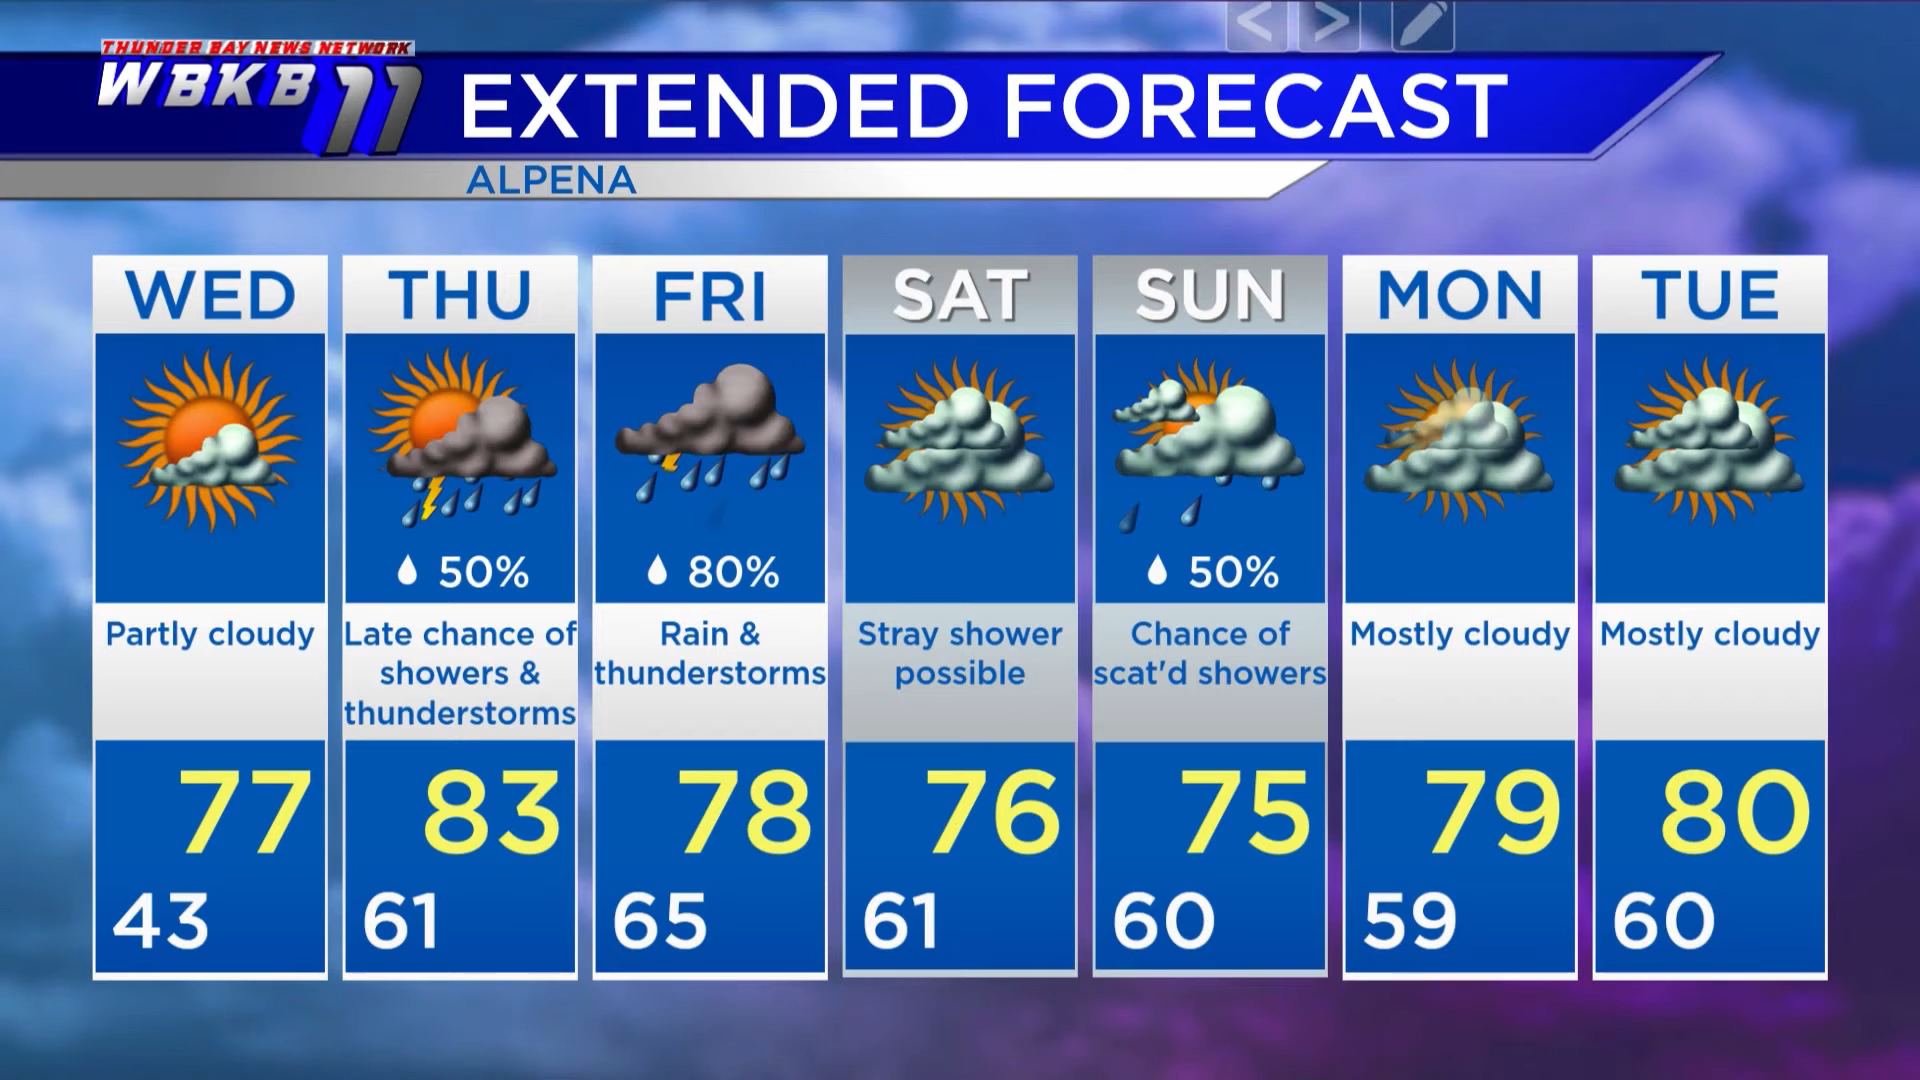 THUNDER BAY NEWS NETWORK
WBKB 11
EXTENDED FORECAST
ALPENA
WED
Partly cloudy
77
43
THU
50%
Late chance of
showers &
thunderstorms
83
61
FRI
80%
Rain &
thunderstorms
78
65
SAT
Stray shower
possible
76
61
SUN
50%
Chance of
scat'd showers
75
60
MON
Mostly cloudy
79
59
TUE
Mostly cloudy
80
60